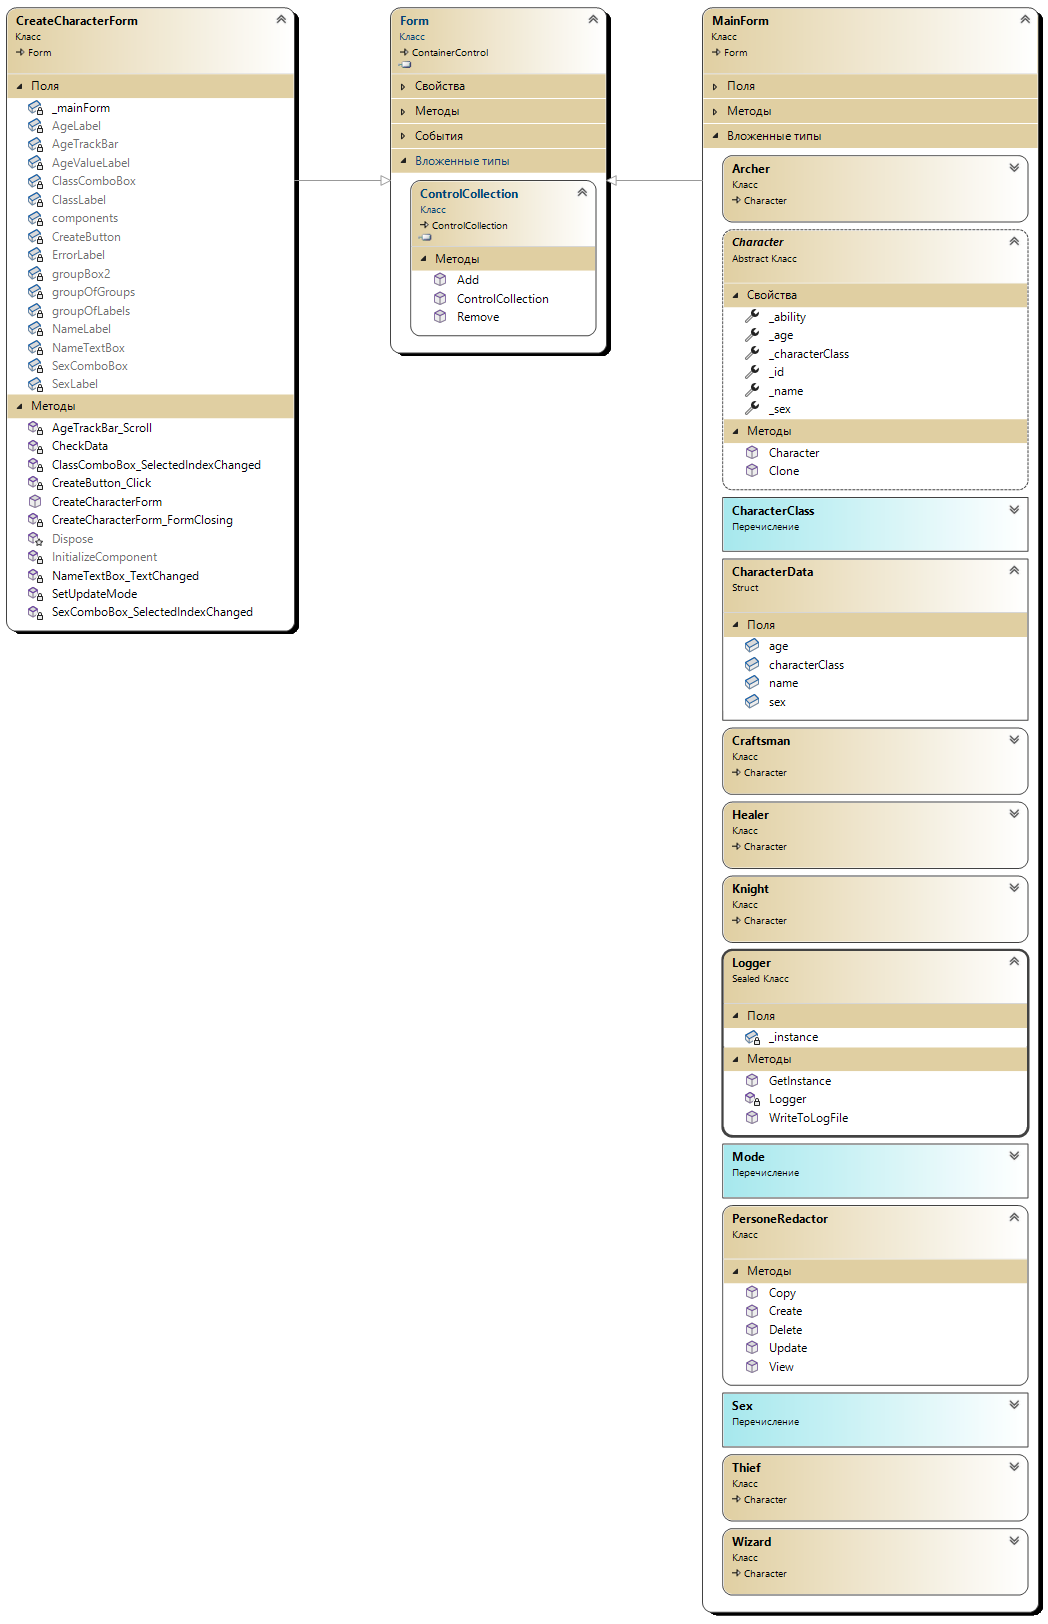 CreateCharacterForm
Класс
Form
Поля
_mainForm
AgeLabel
AgeTrackBar
AgeValueLabel
ClassComboBox
ClassLabel
components
CreateButton
ErrorLabel
groupBox2
groupOfGroups
groupOfLabels
NameLabel
NameTextBox
SexComboBox
SexLabel
Методы
AgeTrackBar_Scroll
CheckData
ClassComboBox_SelectedIndexChanged
CreateButton_Click
CreateCharacterForm
CreateCharacterForm_FormClosing
Dispose
InitializeComponent
NameTextBox_TextChanged
SetUpdateMode
SexComboBox_SelectedIndexChanged
Form
Класс
ContainerControl
Свойства
Методы
События
Вложенные типы
ControlCollection
Класс
ControlCollection
Методы
Add
ControlCollection
Remove
MainForm
Класс
Form
Поля
Методы
Вложенные типы
Archer
Класс
Character
Character
Abstract Класс
Свойства
_ability
_age
_characterClass
_id
_name
_sex
Методы
Character
Clone
CharacterClass
Перечисление
CharacterData
Struct
Поля
age
characterClass
name
sex
Craftsman
Класс
Character
Healer
Класс
Character
Knight
Класс
Character
Logger
Sealed Класс
Поля
_instance
Методы
GetInstance
Logger
WriteToLogFile
Mode
Перечисление
PersoneRedactor
Класс
Методы
Copy
Create
Delete
Update
View
Sex
Перечисление
Thief
Класс
Character
Wizard
Класс
Character